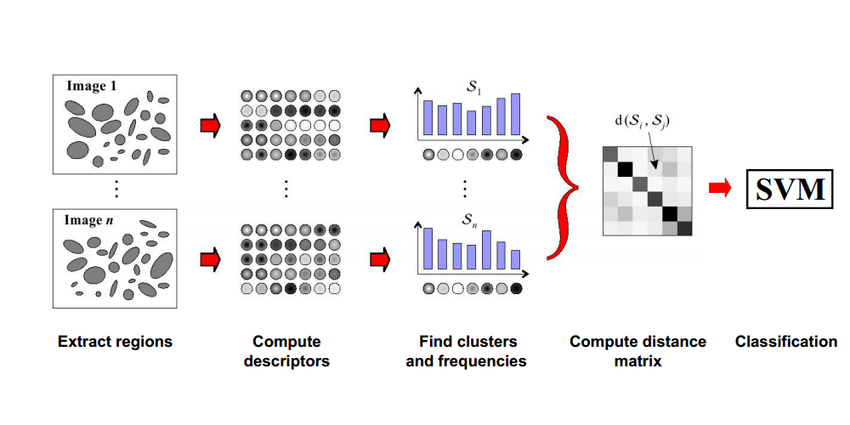 Image 1
S1
d(Si, Sj)
SVM
Image n
Sn
Extract regions
Compute
descriptors
Find clusters
and frequencies
Compute distance
matrix
Classification